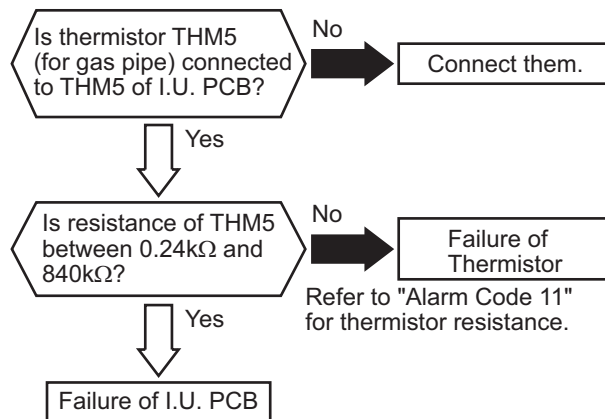 Is thermistor THM5
(for gas pipe) connected
to THM5 of I.U. PCB?
No
Connect them.
Yes
Is resistance of THM5
between 0.24kΩ and
840kΩ?
No
Failure of
Thermistor
Refer to "Alarm Code 11"
for thermistor resistance.
Yes
Failure of I.U. PCB